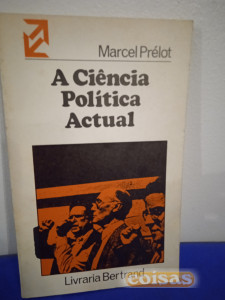 Marcel Prélot
A Ciência
Política
Actual
Livraria Bertrand
coisas